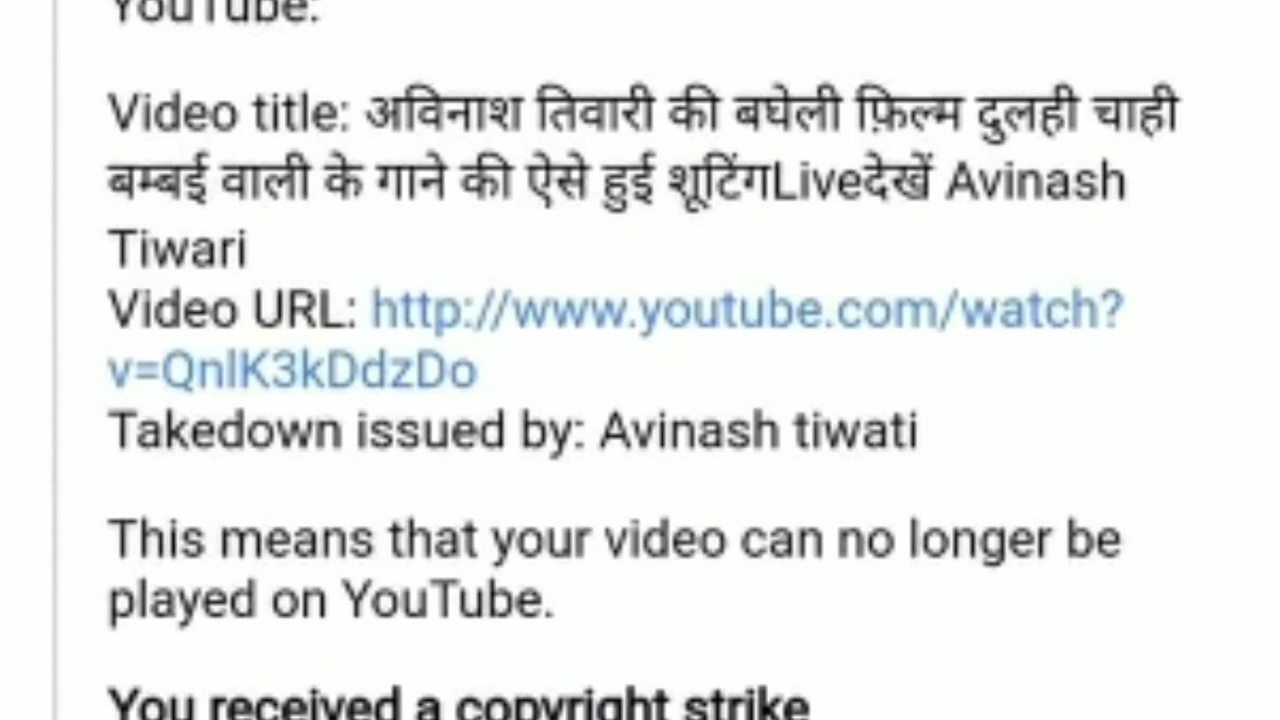 YouTube:
Video title: अविनाश तिवारी की बघेली फ़िल्म दुलही चाही
बम्बई वाली के गाने की ऐसे हुई शूटिंगLiveदेखें Avinash
Tiwari
Video URL: http://www.youtube.com/watch?
v=QnlK3kDdzDo
Takedown issued by: Avinash tiwati
This means that your video can no longer be
played on YouTube.
You received a copyright strike